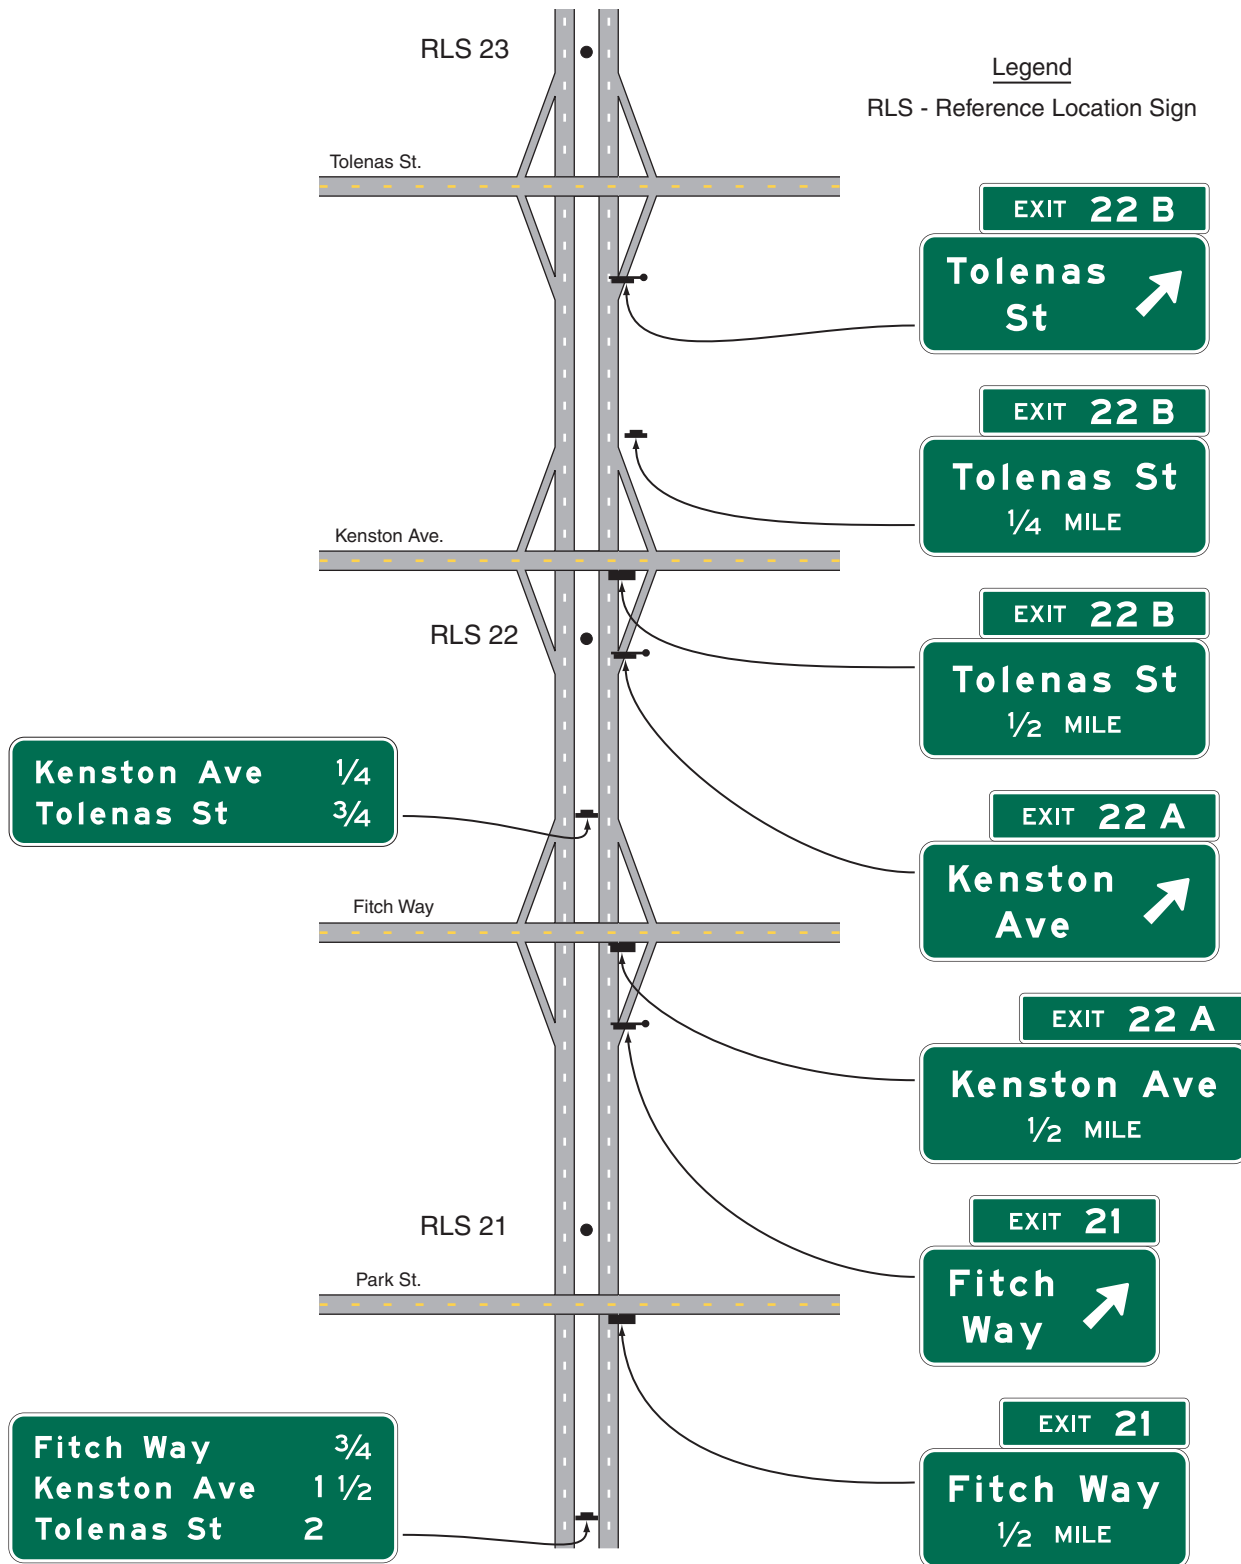 RLS 23
Legend
RLS - Reference Location Sign
Tolenas St.
EXIT 22 B
Tolenas
St
EXIT 22 B
Tolenas St
1/4 MILE
Kenston Ave.
EXIT 22 B
Tolenas St
1/2 MILE
RLS 22
Kenston Ave 1/4
Tolenas St 3/4
EXIT 22 A
Kenston
Ave
Fitch Way
EXIT 22 A
Kenston Ave
1/2 MILE
RLS 21
EXIT 21
Fitch
Way
Park St.
EXIT 21
Fitch Way
1/2 MILE
Fitch Way 3/4
Kenston Ave 1 1/2
Tolenas St 2